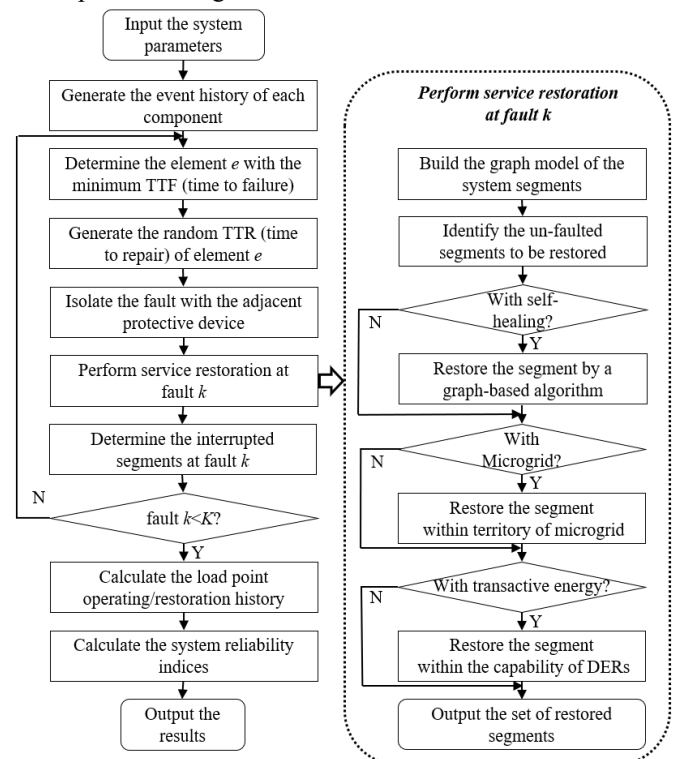 Input the system
parameters
Generate the event history of each
component
Determine the element e with the
minimum TTF (time to failure)
Generate the random TTR (time
to repair) of element e
Isolate the fault with the adjacent
protective device
Perform service restoration at
fault k
Determine the interrupted
segments at fault k
N
fault k<K?
Y
Calculate the load point
operating/restoration history
Calculate the system reliability
indices
Output the
results
Perform service restoration
at fault k
Build the graph model of the
system segments
Identify the un-faulted
segments to be restored
With self-
healing?
N
Y
Restore the segment by a
graph-based algorithm
With
Microgrid?
N
Y
Restore the segment
within territory of microgrid
With transactive energy?
N
Y
Restore the segment
within the capability of DERs
Output the set of restored
segments